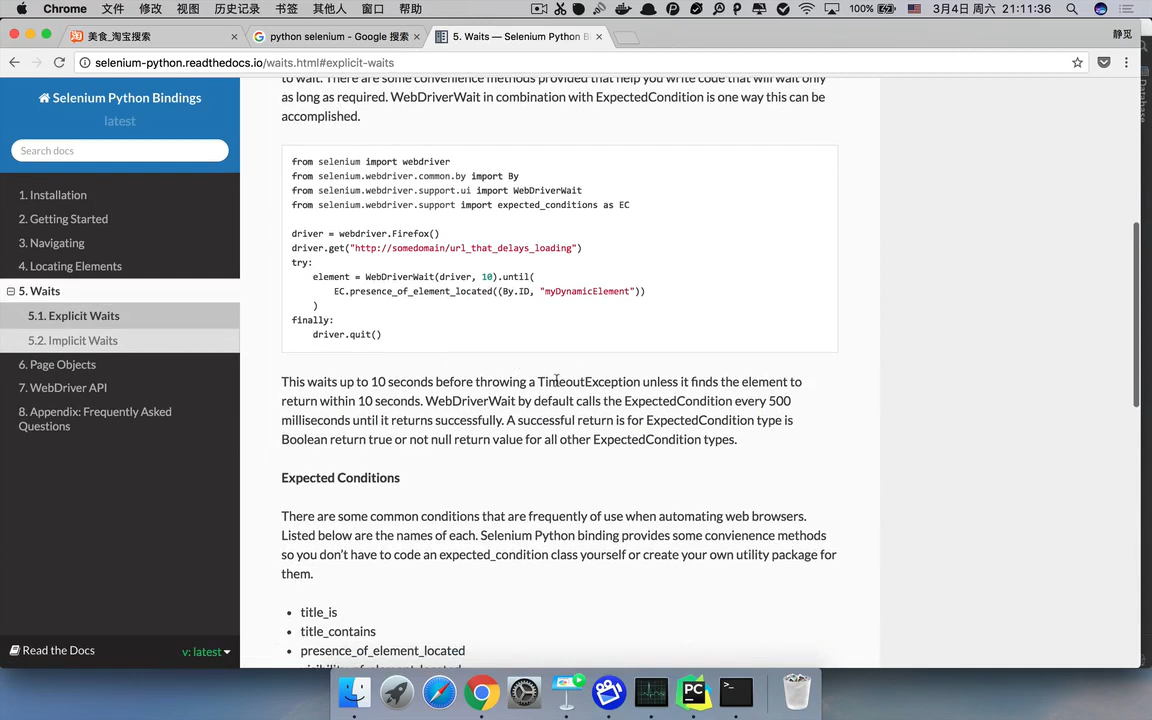 Chrome 文件 修改 视图 历史记录 书签 其他人 窗口 帮助 100% 3月4日 周六 21:11:36
美食_淘宝搜索 python selenium - Google 搜索 5. Waits — Selenium Python B 静觅
selenium-python.readthedocs.io/waits.html#explicit-waits
Selenium Python Bindings
latest
Search docs
1. Installation
2. Getting Started
3. Navigating
4. Locating Elements
5. Waits
5.1. Explicit Waits
5.2. Implicit Waits
6. Page Objects
7. WebDriver API
8. Appendix: Frequently Asked
Questions
Read the Docs v: latest
to wait. There are some convenience methods provided that help you write code that will wait only
as long as required. WebDriverWait in combination with ExpectedCondition is one way this can be
accomplished.
from selenium import webdriver
from selenium.webdriver.common.by import By
from selenium.webdriver.support.ui import WebDriverWait
from selenium.webdriver.support import expected_conditions as EC
driver = webdriver.Firefox()
driver.get("http://somedomain/url_that_delays_loading")
try:
element = WebDriverWait(driver, 10).until(
EC.presence_of_element_located((By.ID, "myDynamicElement"))
)
finally:
driver.quit()
This waits up to 10 seconds before throwing a TimeoutException unless it finds the element to
return within 10 seconds. WebDriverWait by default calls the ExpectedCondition every 500
milliseconds until it returns successfully. A successful return is for ExpectedCondition type is
Boolean return true or not null return value for all other ExpectedCondition types.
Expected Conditions
There are some common conditions that are frequently of use when automating web browsers.
Listed below are the names of each. Selenium Python binding provides some convienence methods
so you don't have to code an expected_condition class yourself or create your own utility package for
them.
title_is
title_contains
presence_of_element_located
visibility_of_element_located
Database
PC